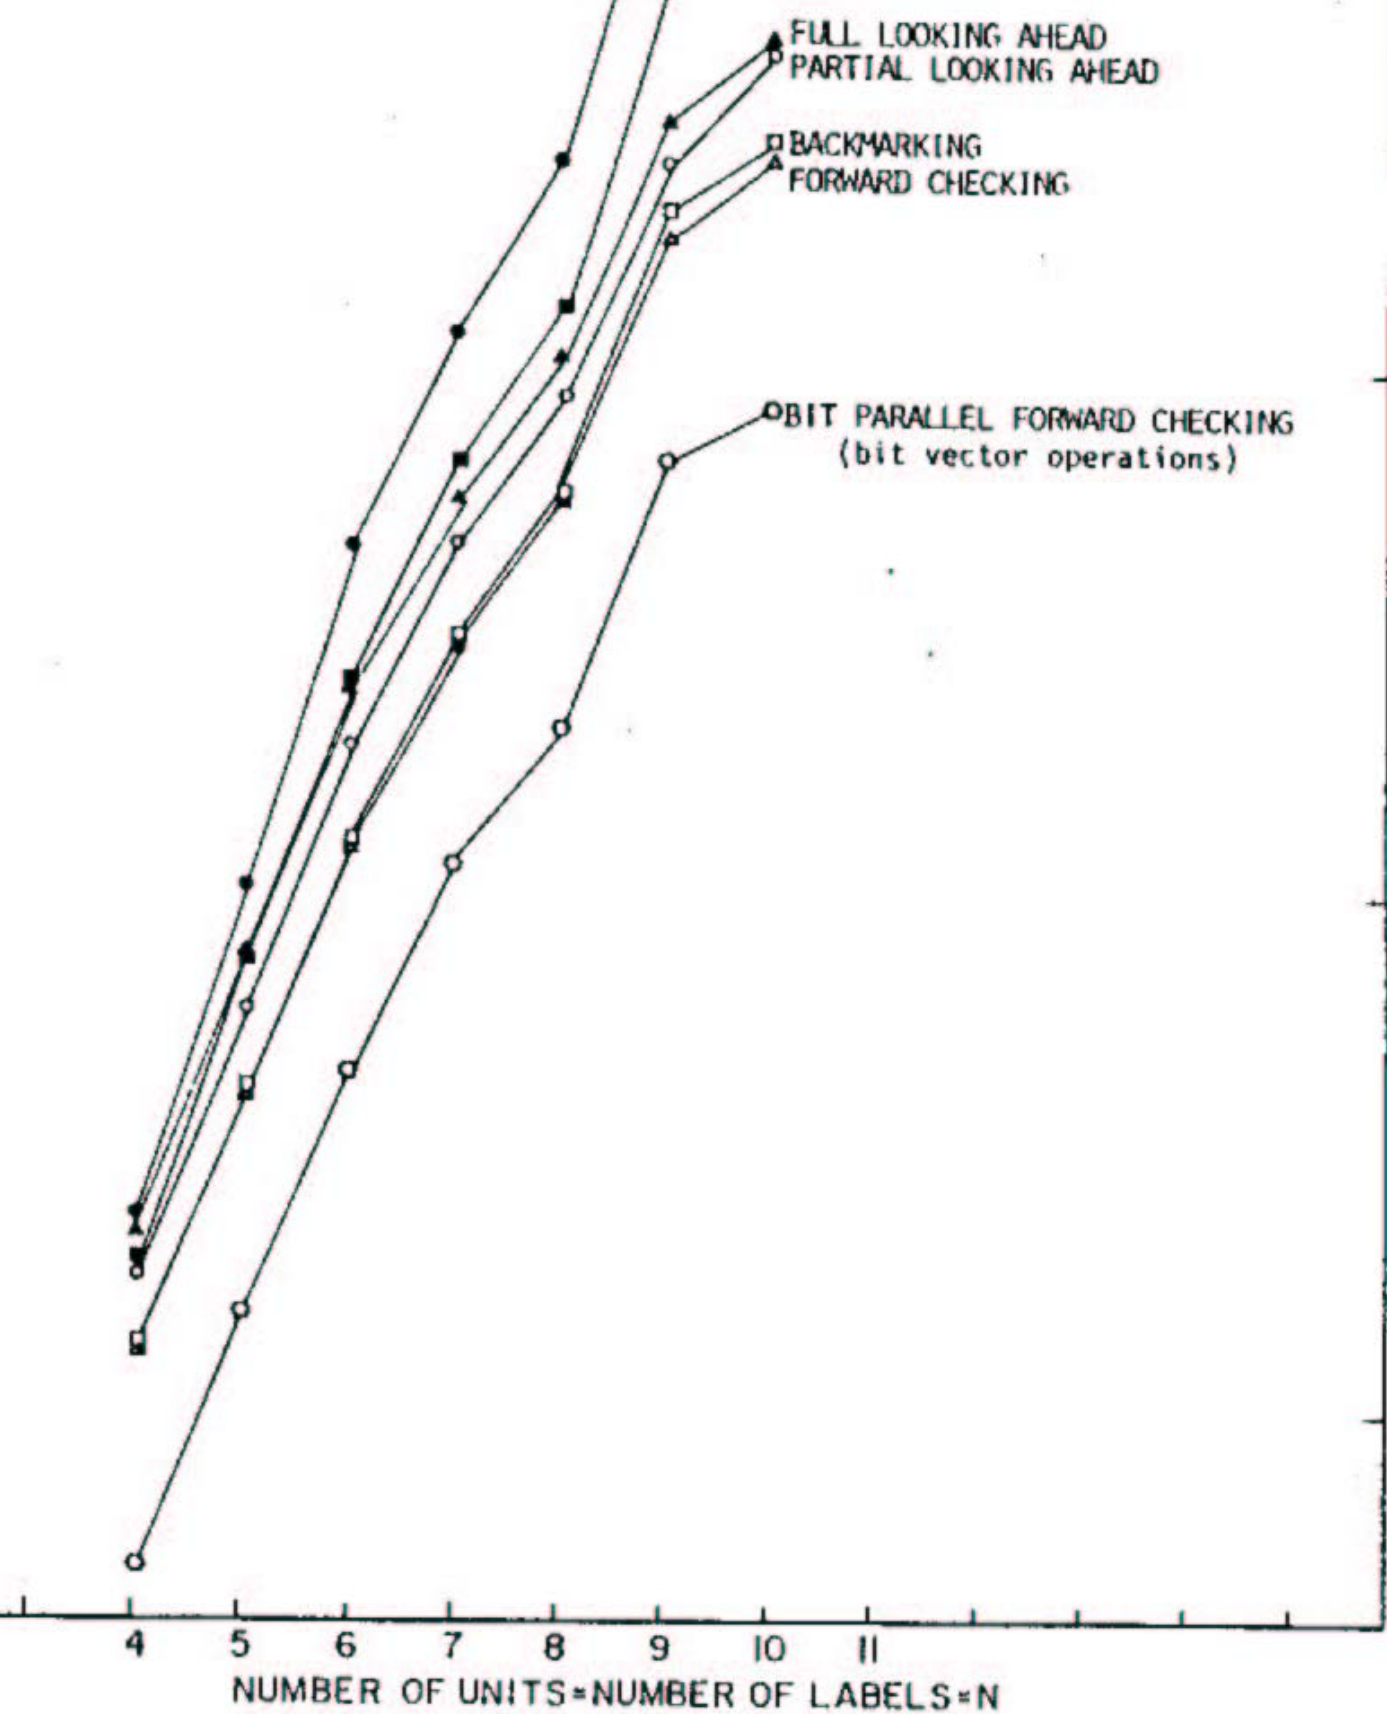 FULL LOOKING AHEAD
PARTIAL LOOKING AHEAD
BACKMARKING
FORWARD CHECKING
BIT PARALLEL FORWARD CHECKING
(bit vector operations)
4 5 6 7 8 9 10 11
NUMBER OF UNITS=NUMBER OF LABELS=N